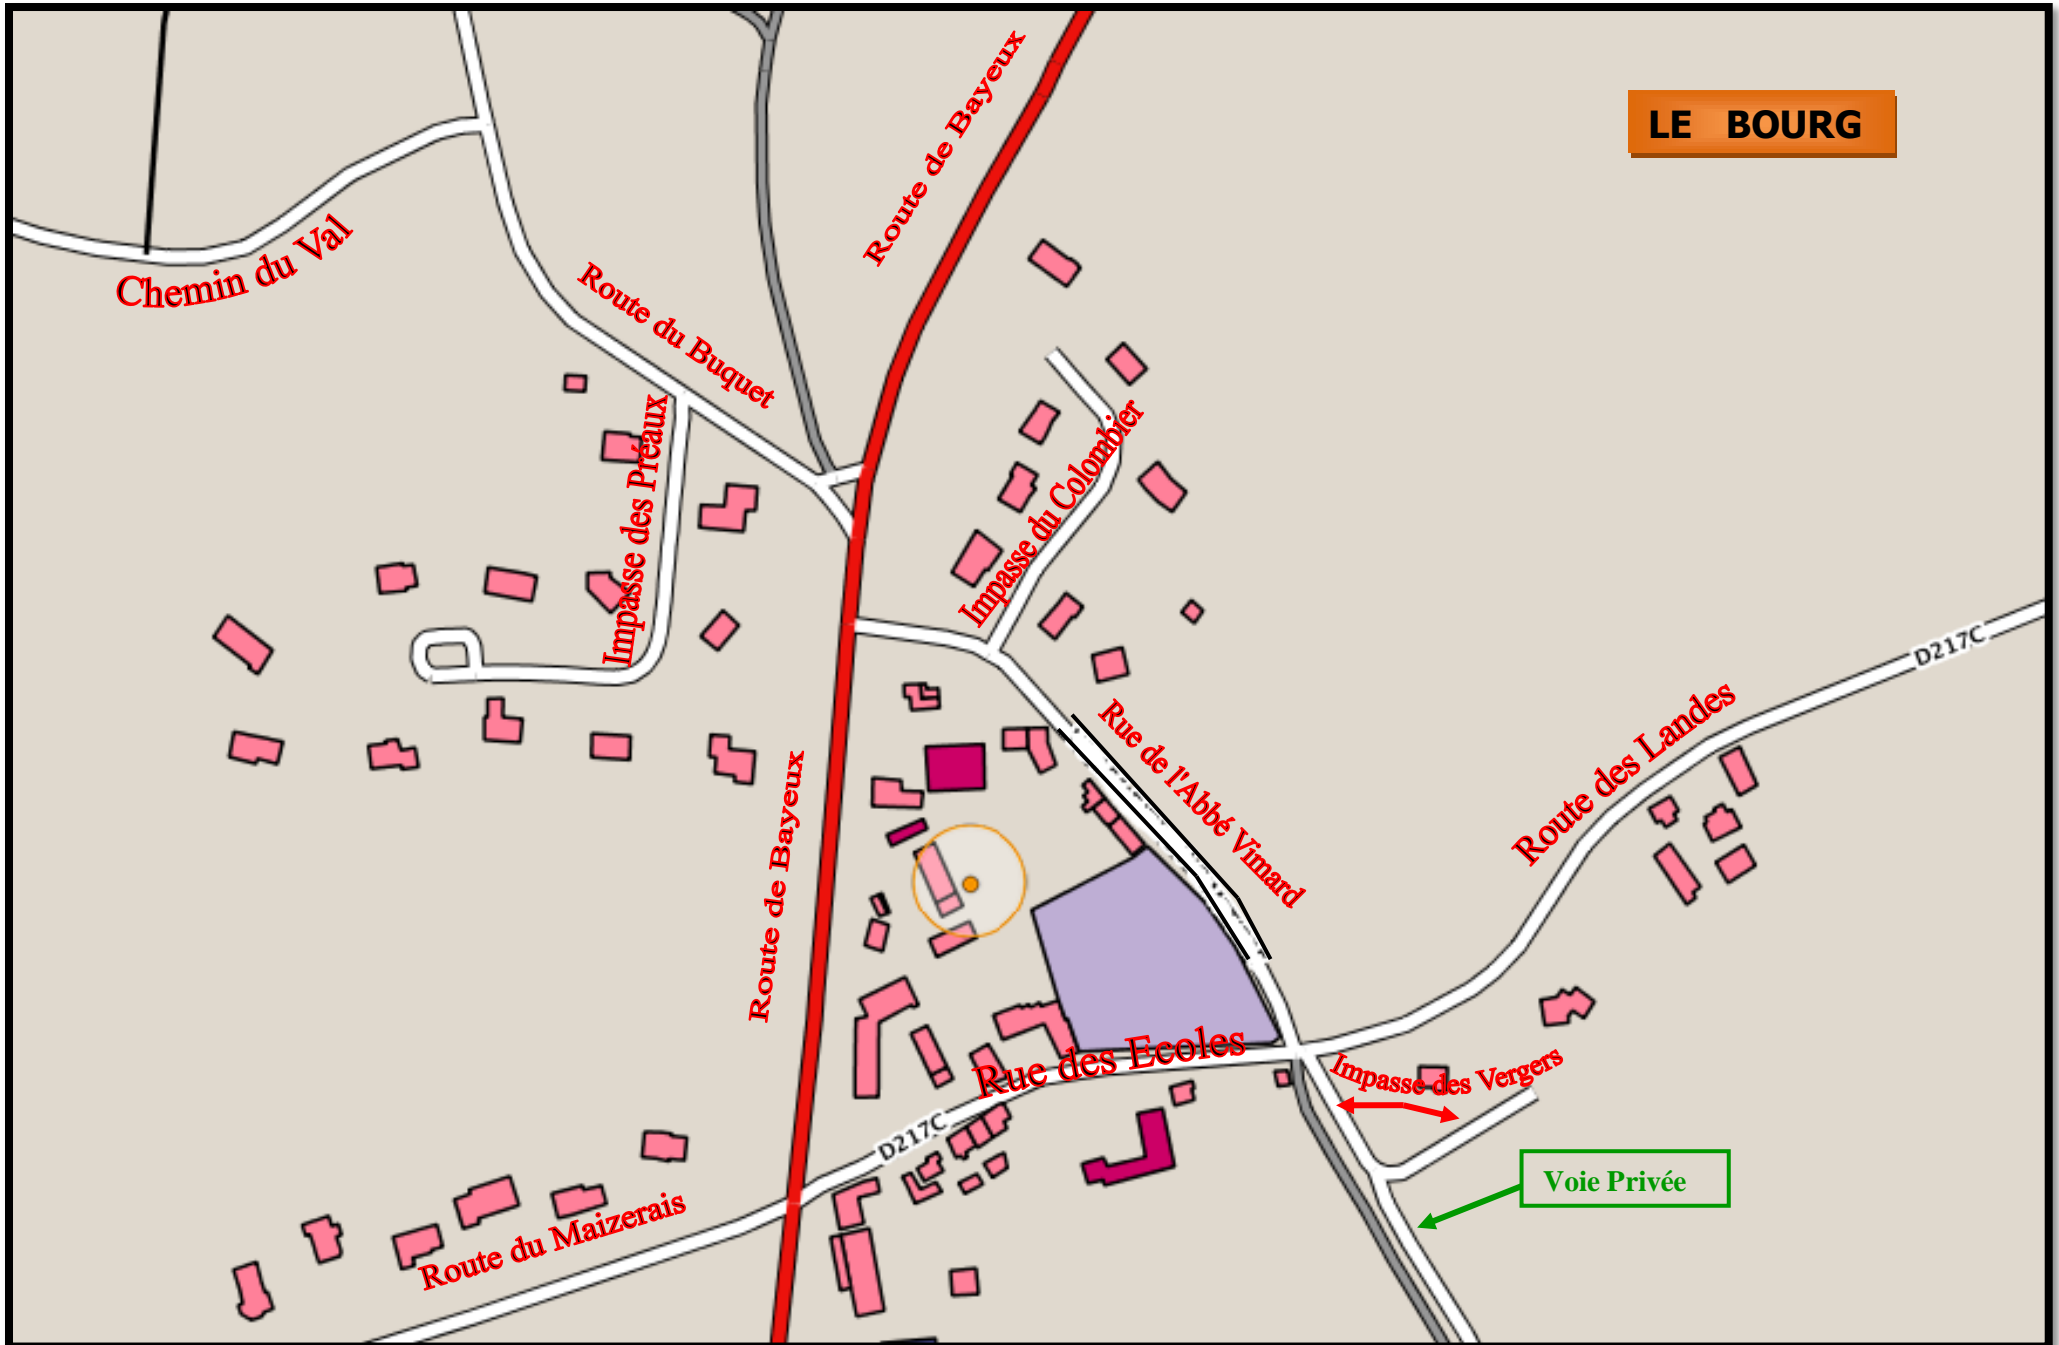 LE BOURG
Route de Bayeux
Chemin du Val
Route du Buquet
Impasse des Préaux
Impasse du Colombier
D217C
Route des Landes
Rue de l'Abbé Vimard
Route de Bayeux
Rue des Ecoles
Impasse des Vergers
D217C
Voie Privée
Route du Maizerais